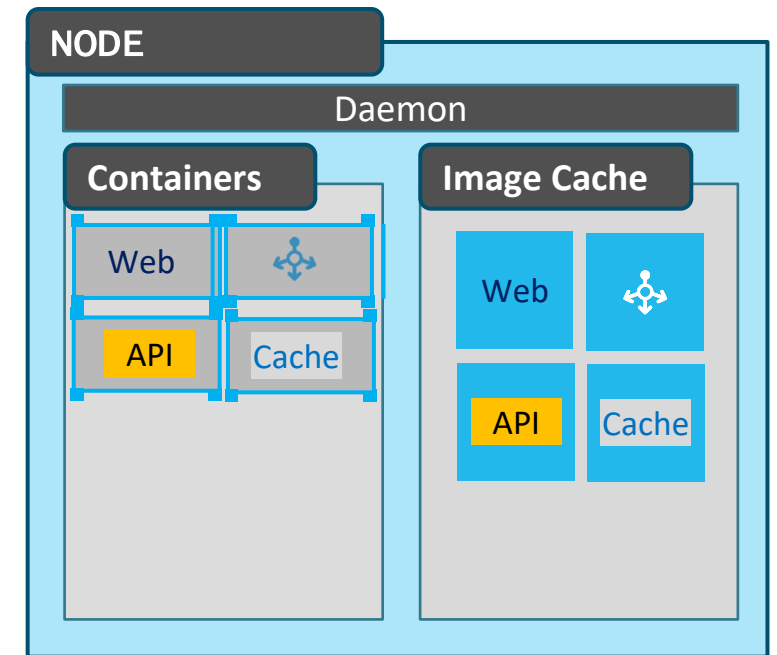 NODE
Daemon
Containers
Web
API
Cache
Image Cache
Web
API
Cache